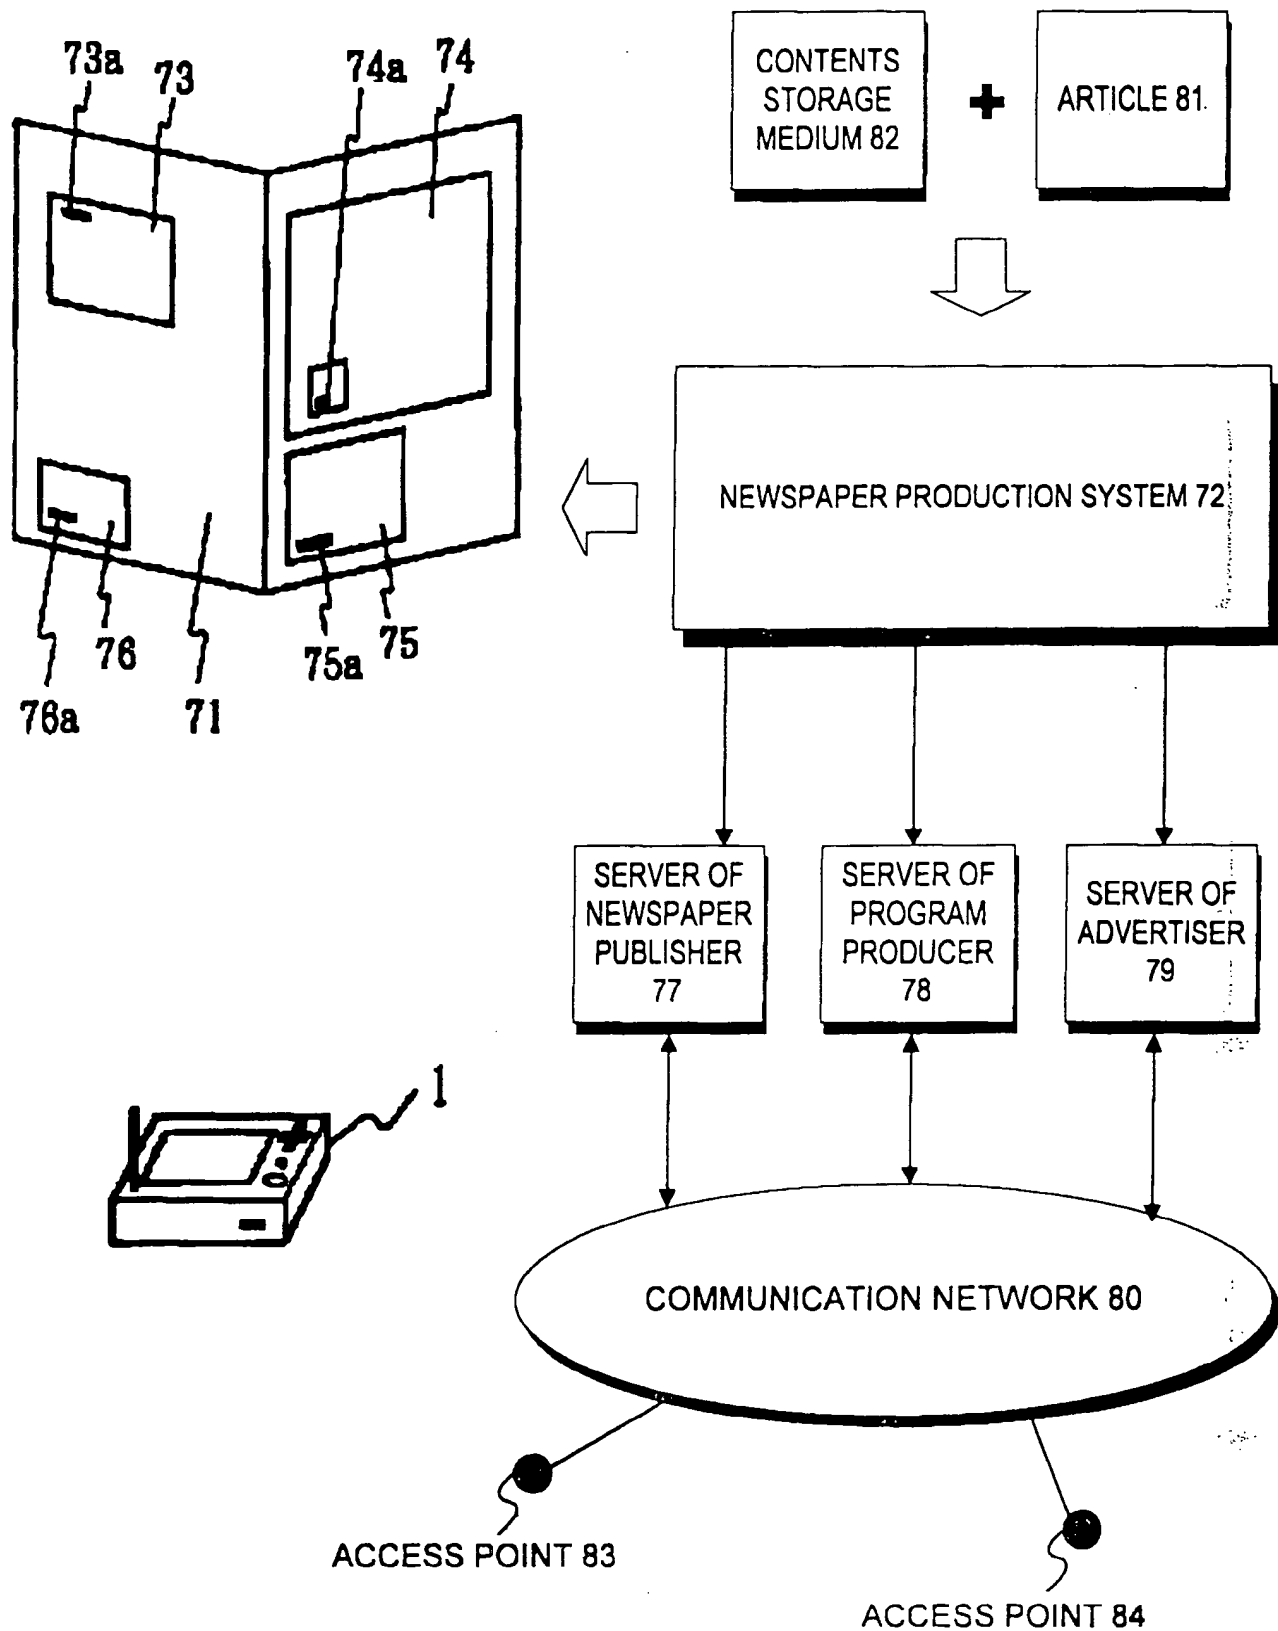 73a
73
74a
74
CONTENTS
STORAGE
MEDIUM 82
+
ARTICLE 81
NEWSPAPER PRODUCTION SYSTEM 72
76a
76
71
75a
75
SERVER OF
NEWSPAPER
PUBLISHER
77
SERVER OF
PROGRAM
PRODUCER
78
SERVER OF
ADVERTISER
79
1
COMMUNICATION NETWORK 80
ACCESS POINT 83
ACCESS POINT 84